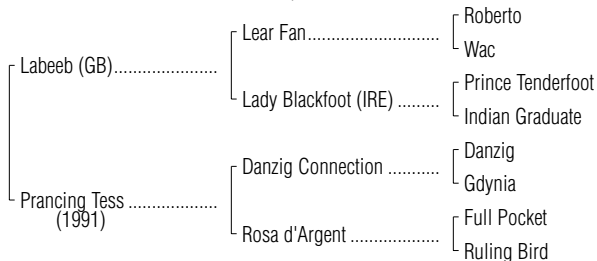 Roberto
Lear Fan..............................
Wac
Labeeb (GB).......................
Prince Tenderfoot
Lady Blackfoot (IRE) .........
Indian Graduate
Danzig
Danzig Connection ...........
Gdynia
Prancing Tess ....................
(1991)
Full Pocket
Rosa d'Argent ...................
Ruling Bird